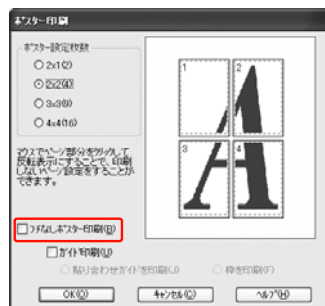 ﾎﾟｽﾀｰ印刷
ﾎﾟｽﾀｰ設定枚数
2x1(2)
2x2(4)
3x3(9)
4x4(16)
1
2
3
4
ﾏｳｽでﾍﾟｰｼﾞ部分をｸﾘｯｸして
反転表示にすることで、印刷
しないﾍﾟｰｼﾞ設定をすることが
できます。
ﾌﾁなしﾎﾟｽﾀｰ印刷(B)
ｶﾞｲﾄﾞ印刷(U)
貼り合わせｶﾞｲﾄﾞを印刷(J)
枠を印刷(F)
OK(O)
ｷｬﾝｾﾙ(C)
ﾍﾙﾌﾟ(H)